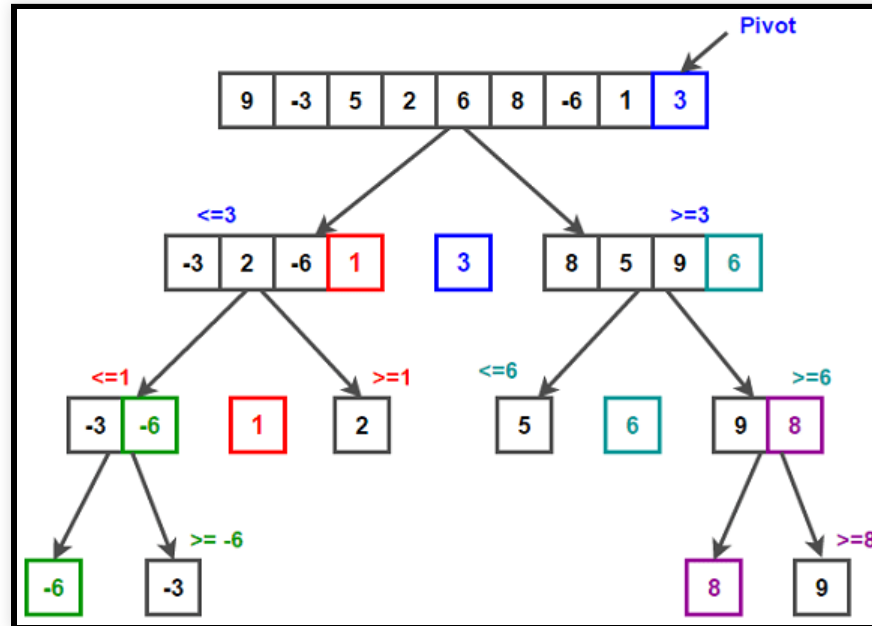 Pivot
9 -3 5 2 6 8 -6 1 3
<=3 >=3
-3 2 -6 1 3 8 5 9 6
<=1 >=1 <=6 >=6
-3 -6 1 2 5 6 9 8
>= -6 >=8
-6 -3 8 9